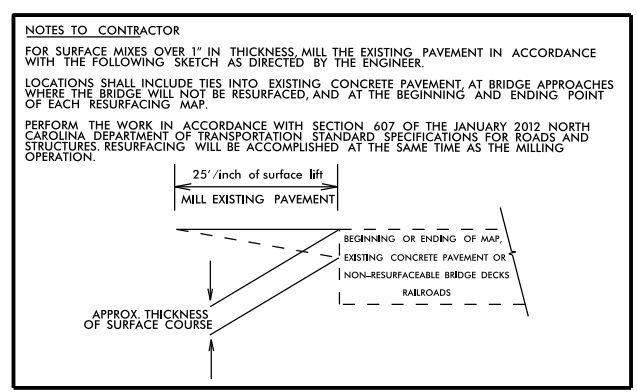 NOTES TO CONTRACTOR
FOR SURFACE MIXES OVER 1" IN THICKNESS, MILL THE EXISTING PAVEMENT IN ACCORDANCE
WITH THE FOLLOWING SKETCH AS DIRECTED BY THE ENGINEER.
LOCATIONS SHALL INCLUDE TIES INTO EXISTING CONCRETE PAVEMENT, AT BRIDGE APPROACHES
WHERE THE BRIDGE WILL NOT BE RESURFACED, AND AT THE BEGINNING AND ENDING POINT
OF EACH RESURFACING MAP.
PERFORM THE WORK IN ACCORDANCE WITH SECTION 607 OF THE JANUARY 2012 NORTH
CAROLINA DEPARTMENT OF TRANSPORTATION STANDARD SPECIFICATIONS FOR ROADS AND
STRUCTURES. RESURFACING WILL BE ACCOMPLISHED AT THE SAME TIME AS THE MILLING
OPERATION.
25'/inch of surface lift
MILL EXISTING PAVEMENT
BEGINNING OR ENDING OF MAP,
EXISTING CONCRETE PAVEMENT OR
NON-RESURFACEABLE BRIDGE DECKS
RAILROADS
APPROX. THICKNESS
OF SURFACE COURSE